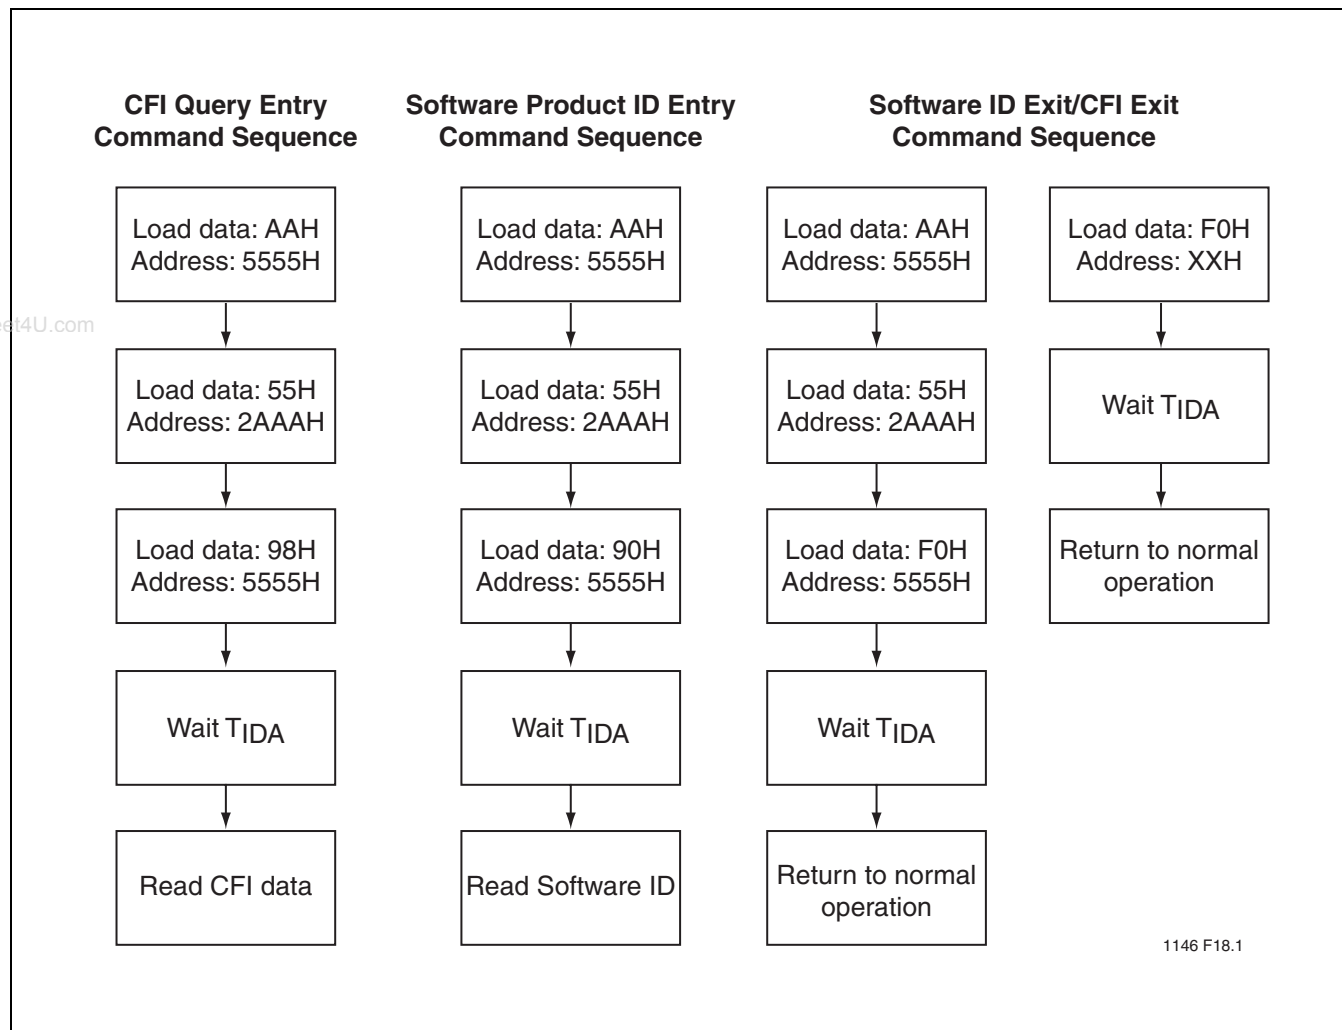 CFI Query Entry
Command Sequence
Load data: AAH
Address: 5555H
Load data: 55H
Address: 2AAAH
Load data: 98H
Address: 5555H
Wait TIDA
Read CFI data
Software Product ID Entry
Command Sequence
Load data: AAH
Address: 5555H
Load data: 55H
Address: 2AAAH
Load data: 90H
Address: 5555H
Wait TIDA
Read Software ID
Software ID Exit/CFI Exit
Command Sequence
Load data: AAH
Address: 5555H
Load data: 55H
Address: 2AAAH
Load data: F0H
Address: 5555H
Wait TIDA
Return to normal
operation
Load data: F0H
Address: XXH
Wait TIDA
Return to normal
operation
et4U.com
1146 F18.1